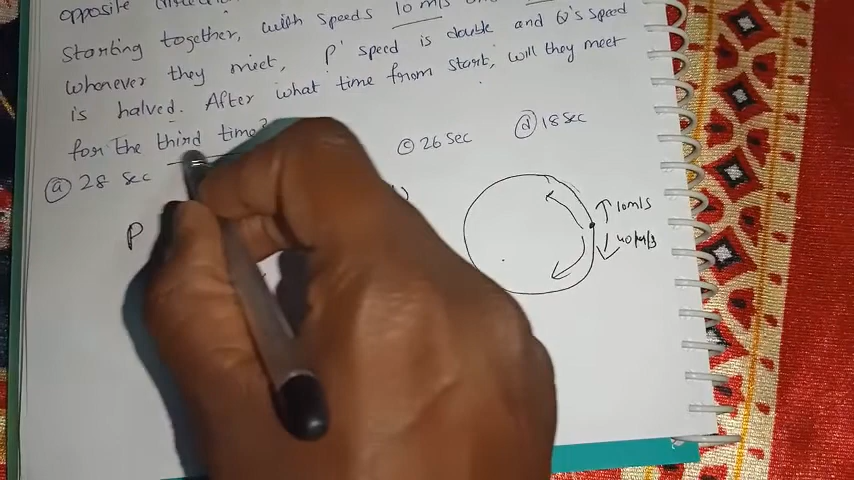 opposite
starting together, with speeds 10 m/s
whenever they meet, P' speed is double and Q's speed
is halved. After what time from start, will they meet
for the third time?
ⓐ 28 sec ⓒ 26 sec ⓓ 18 sec
P
10m/s
40m/s